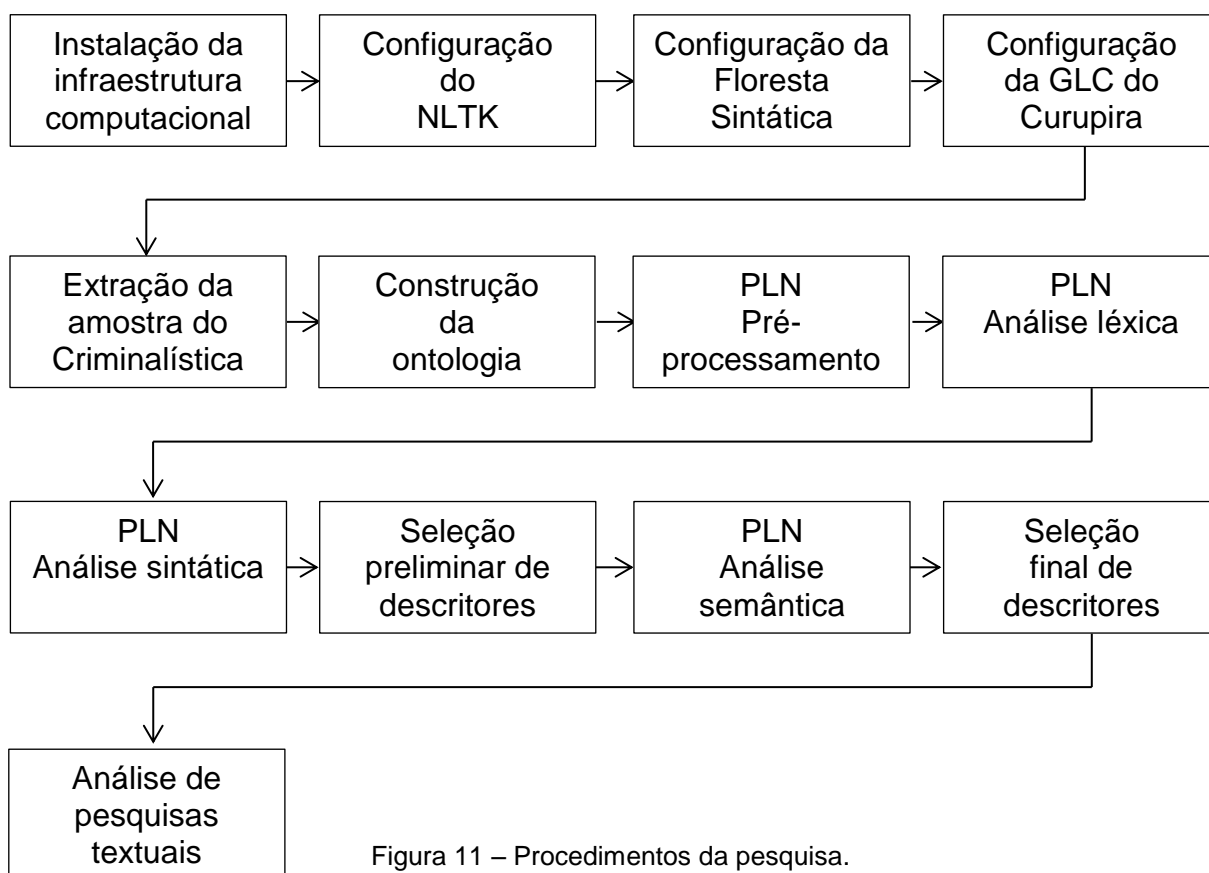 Instalação da
infraestrutura
computacional
Configuração
do
NLTK
Configuração da
Floresta
Sintática
Configuração
da GLC do
Curupira
Extração da
amostra do
Criminalística
Construção
da
ontologia
PLN
Pré-
processamento
PLN
Análise léxica
PLN
Análise sintática
Seleção
preliminar de
descritores
PLN
Análise
semântica
Seleção
final de
descritores
Análise de
pesquisas
textuais
Figura 11 – Procedimentos da pesquisa.